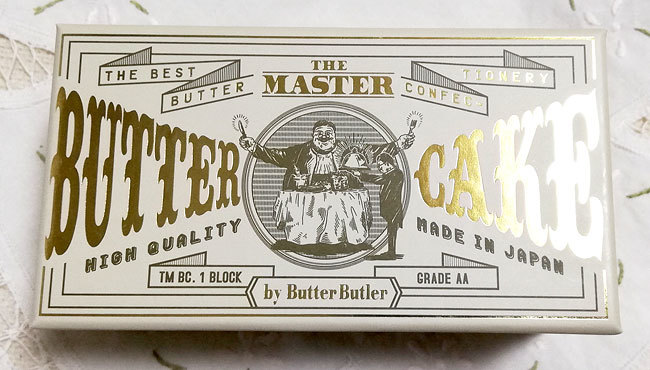 THE BEST
BUTTER
THE
MASTER
CONFEC-
TIONERY
BUTTER
CAKE
HIGH QUALITY
MADE IN JAPAN
TM BC. 1 BLOCK
by ButterButler
GRADE AA